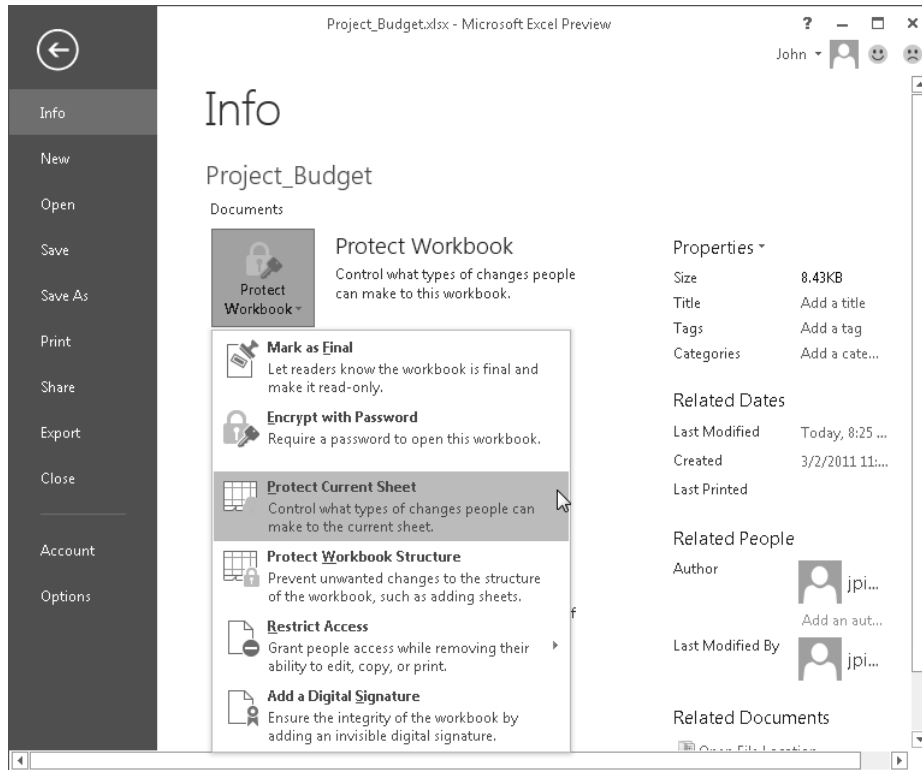 Project_Budget.xlsx - Microsoft Excel Preview
?
John
Info
New
Open
Save
Save As
Print
Share
Export
Close
Account
Options
Info
Project_Budget
Documents
Protect
Workbook
Protect Workbook
Control what types of changes people
can make to this workbook.
Mark as Final
Let readers know the workbook is final and
make it read-only.
Encrypt with Password
Require a password to open this workbook.
Protect Current Sheet
Control what types of changes people can
make to the current sheet.
Protect Workbook Structure
Prevent unwanted changes to the structure
of the workbook, such as adding sheets.
Restrict Access
Grant people access while removing their
ability to edit, copy, or print.
Add a Digital Signature
Ensure the integrity of the workbook by
adding an invisible digital signature.
f
Properties
Size 8.43KB
Title Add a title
Tags Add a tag
Categories Add a cate...
Related Dates
Last Modified Today, 8:25 ...
Created 3/2/2011 11:...
Last Printed
Related People
Author jpi...
Add an aut...
Last Modified By jpi...
Related Documents
Open File Location